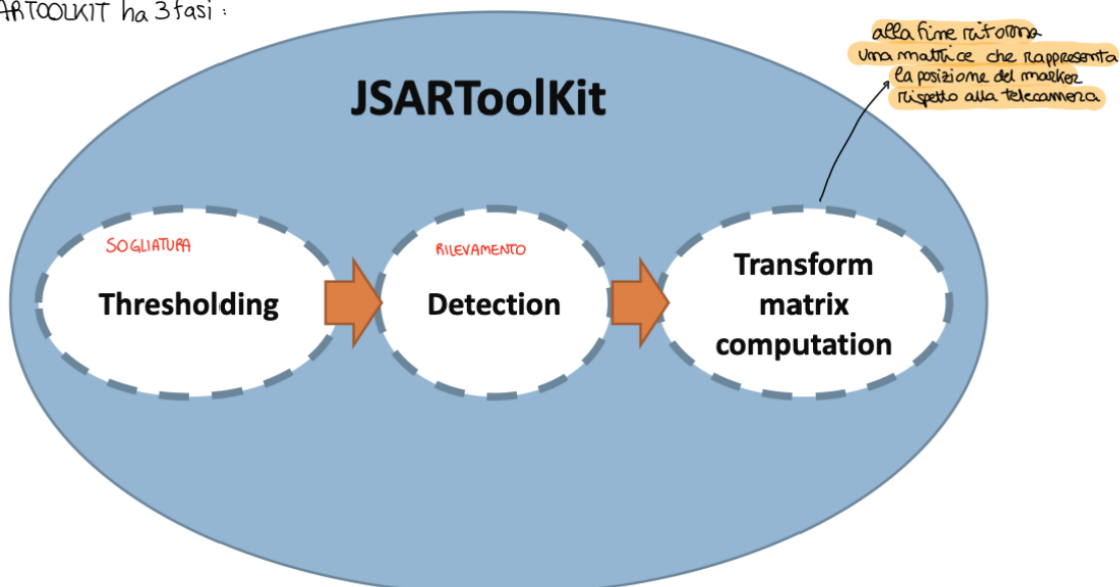 ARTOOLKIT ha 3 fasi:
alla fine ritorna
una matrice che rappresenta
la posizione del marker
rispetto alla telecamera
JSARToolKit
SOGLIATURA
Thresholding
RILEVAMENTO
Detection
Transform
matrix
computation